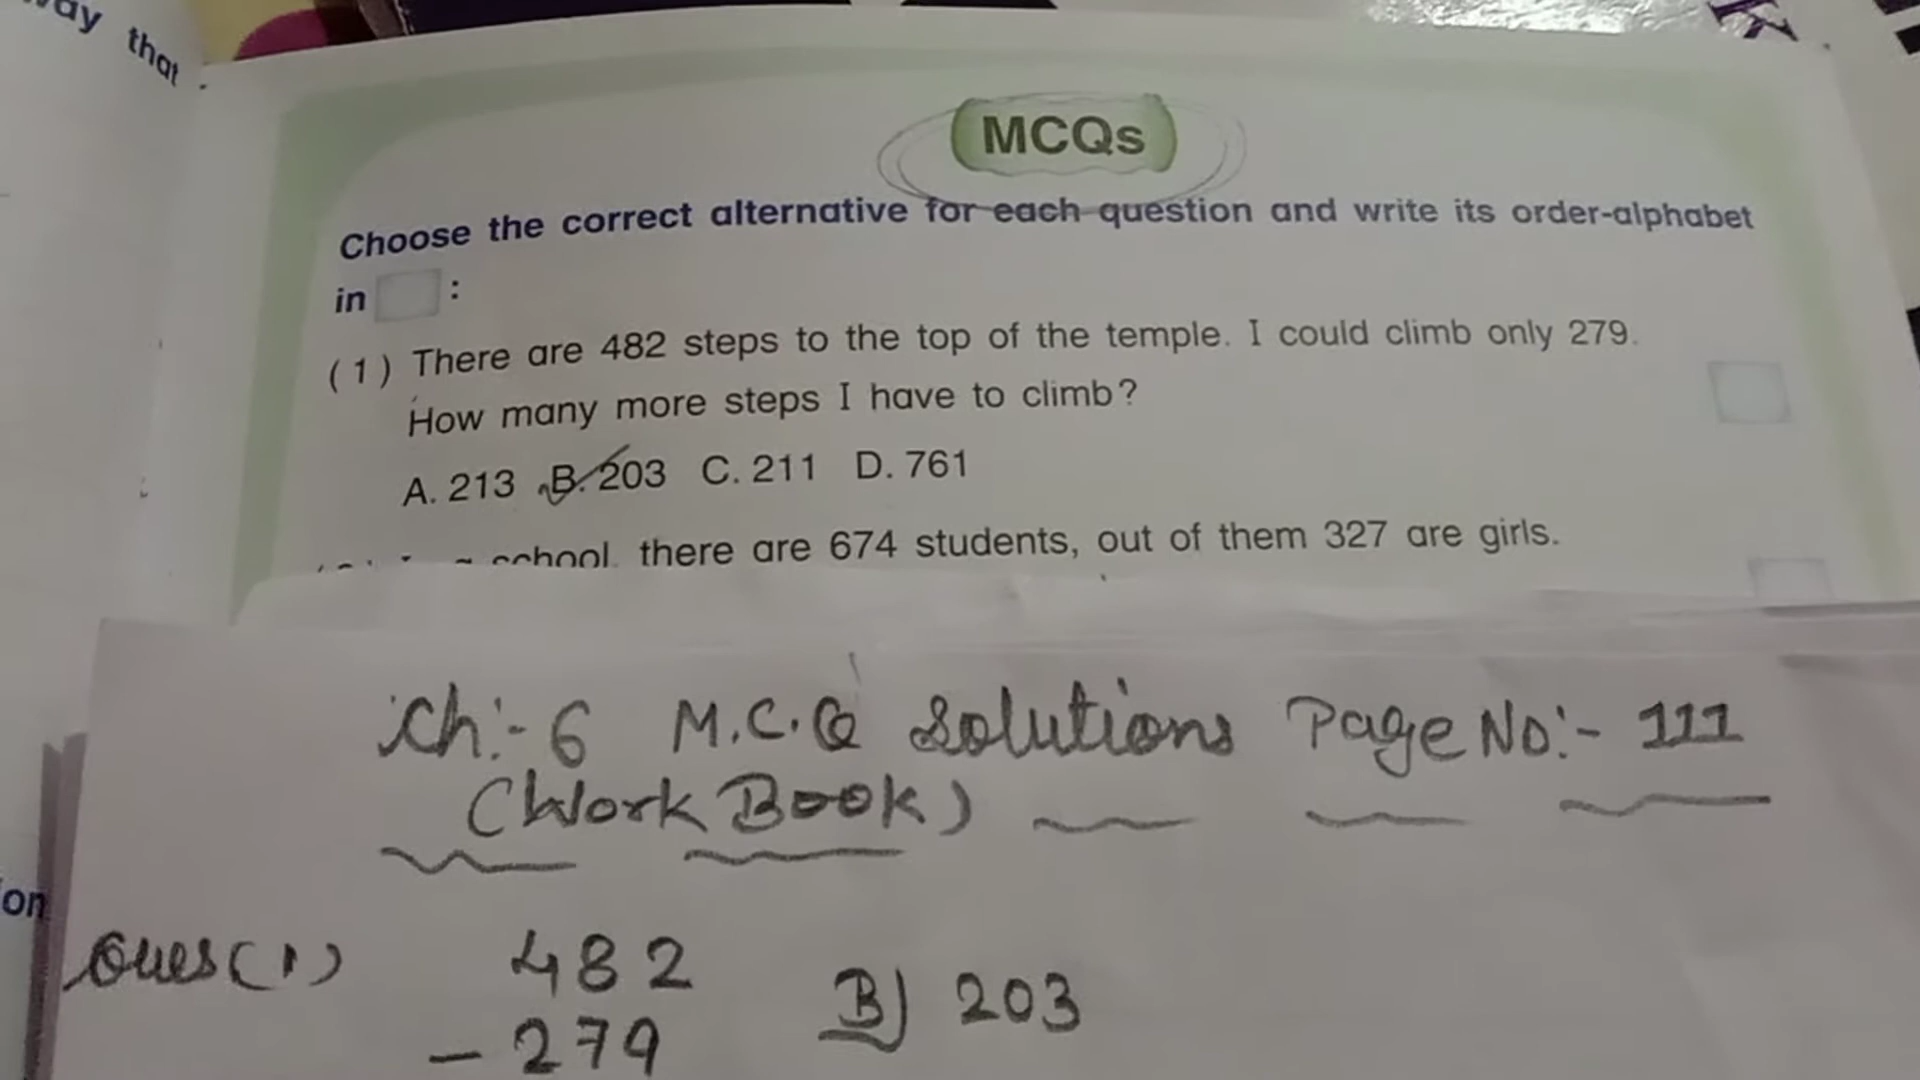 that
MCQs
Choose the correct alternative for each question and write its order-alphabet
in :
(1) There are 482 steps to the top of the temple. I could climb only 279.
How many more steps I have to climb?
A. 213 B. 203 C. 211 D. 761
school, there are 674 students, out of them 327 are girls.
Ch:- 6 M.C.Q Solutions Page No:- 111
(Work Book)
on
Ques(1) 482
- 279
B) 203